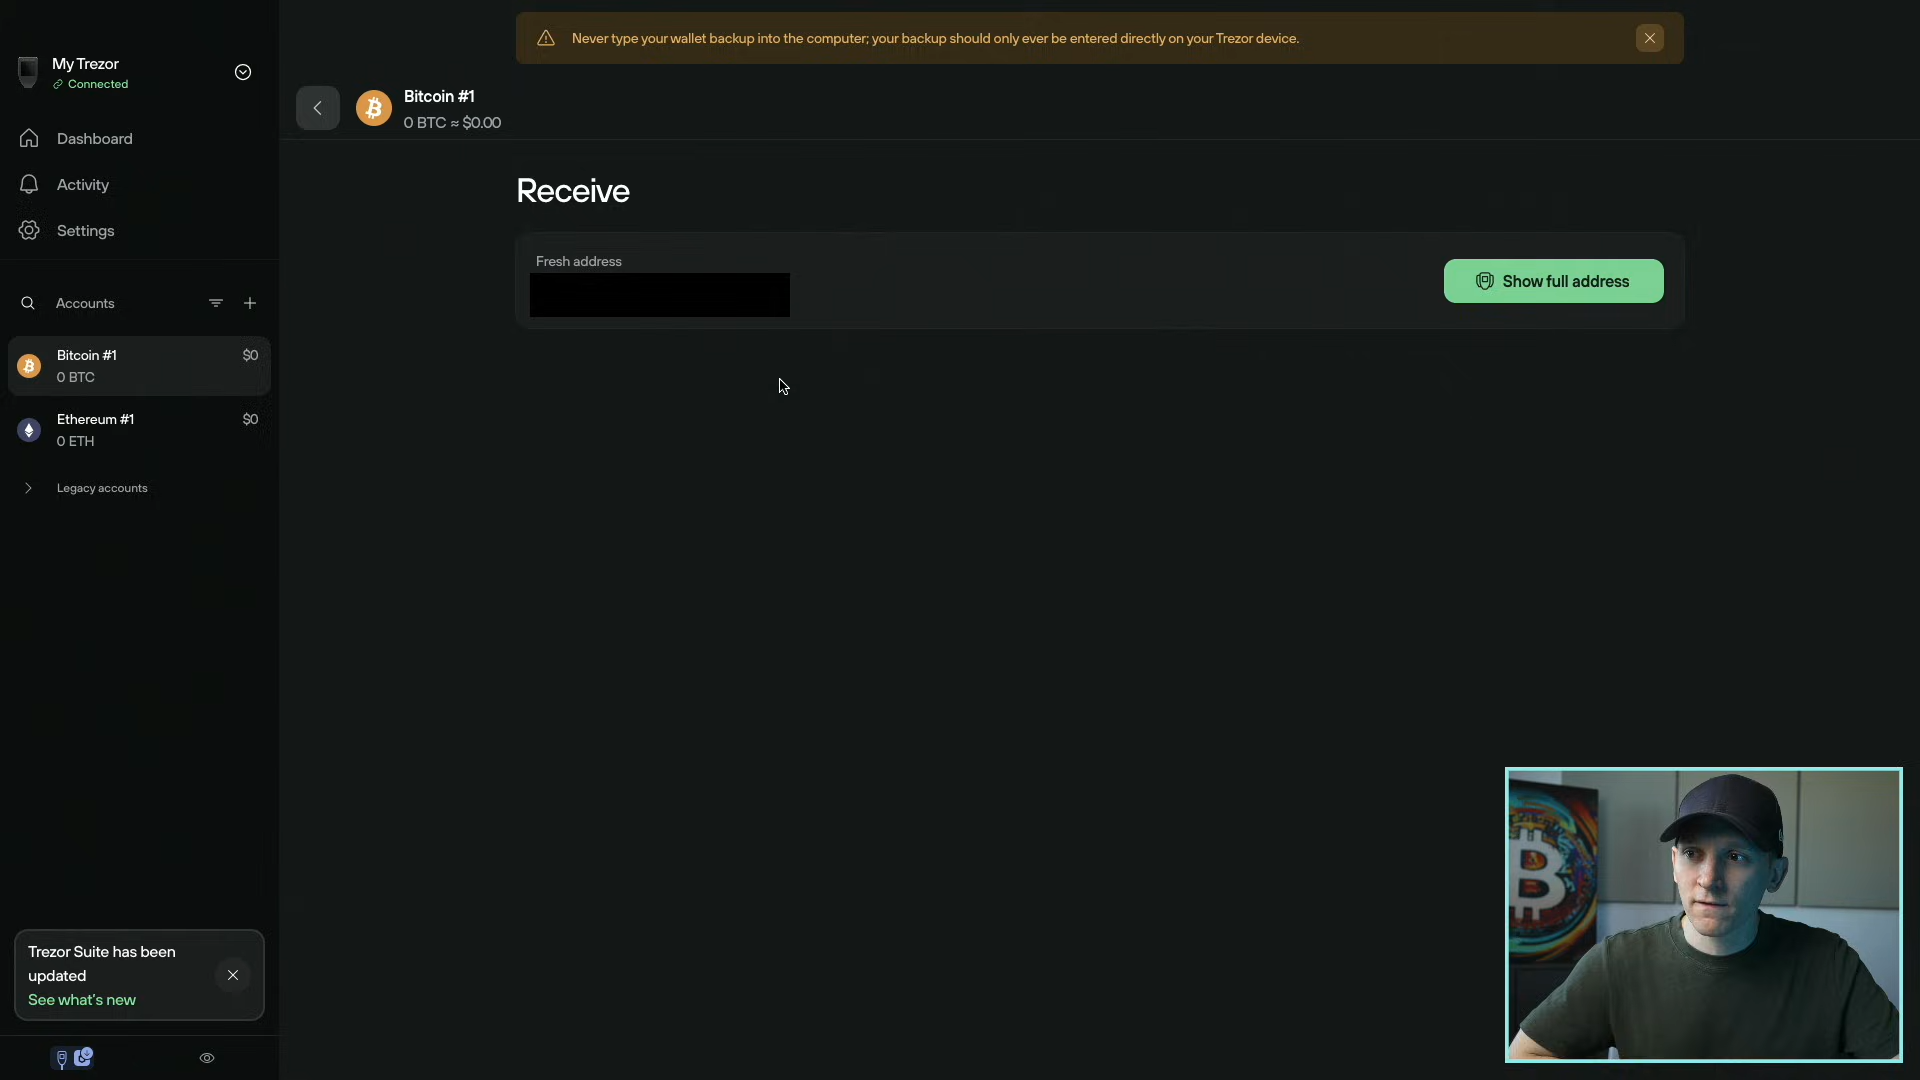 Never type your wallet backup into the computer; your backup should only ever be entered directly on your Trezor device.
My Trezor
Connected
Bitcoin #1
0 BTC ≈ $0.00
Dashboard
Activity
Settings
Receive
Fresh address
Show full address
Accounts
Bitcoin #1 $0
0 BTC
Ethereum #1 $0
0 ETH
Legacy accounts
Trezor Suite has been
updated
See what's new